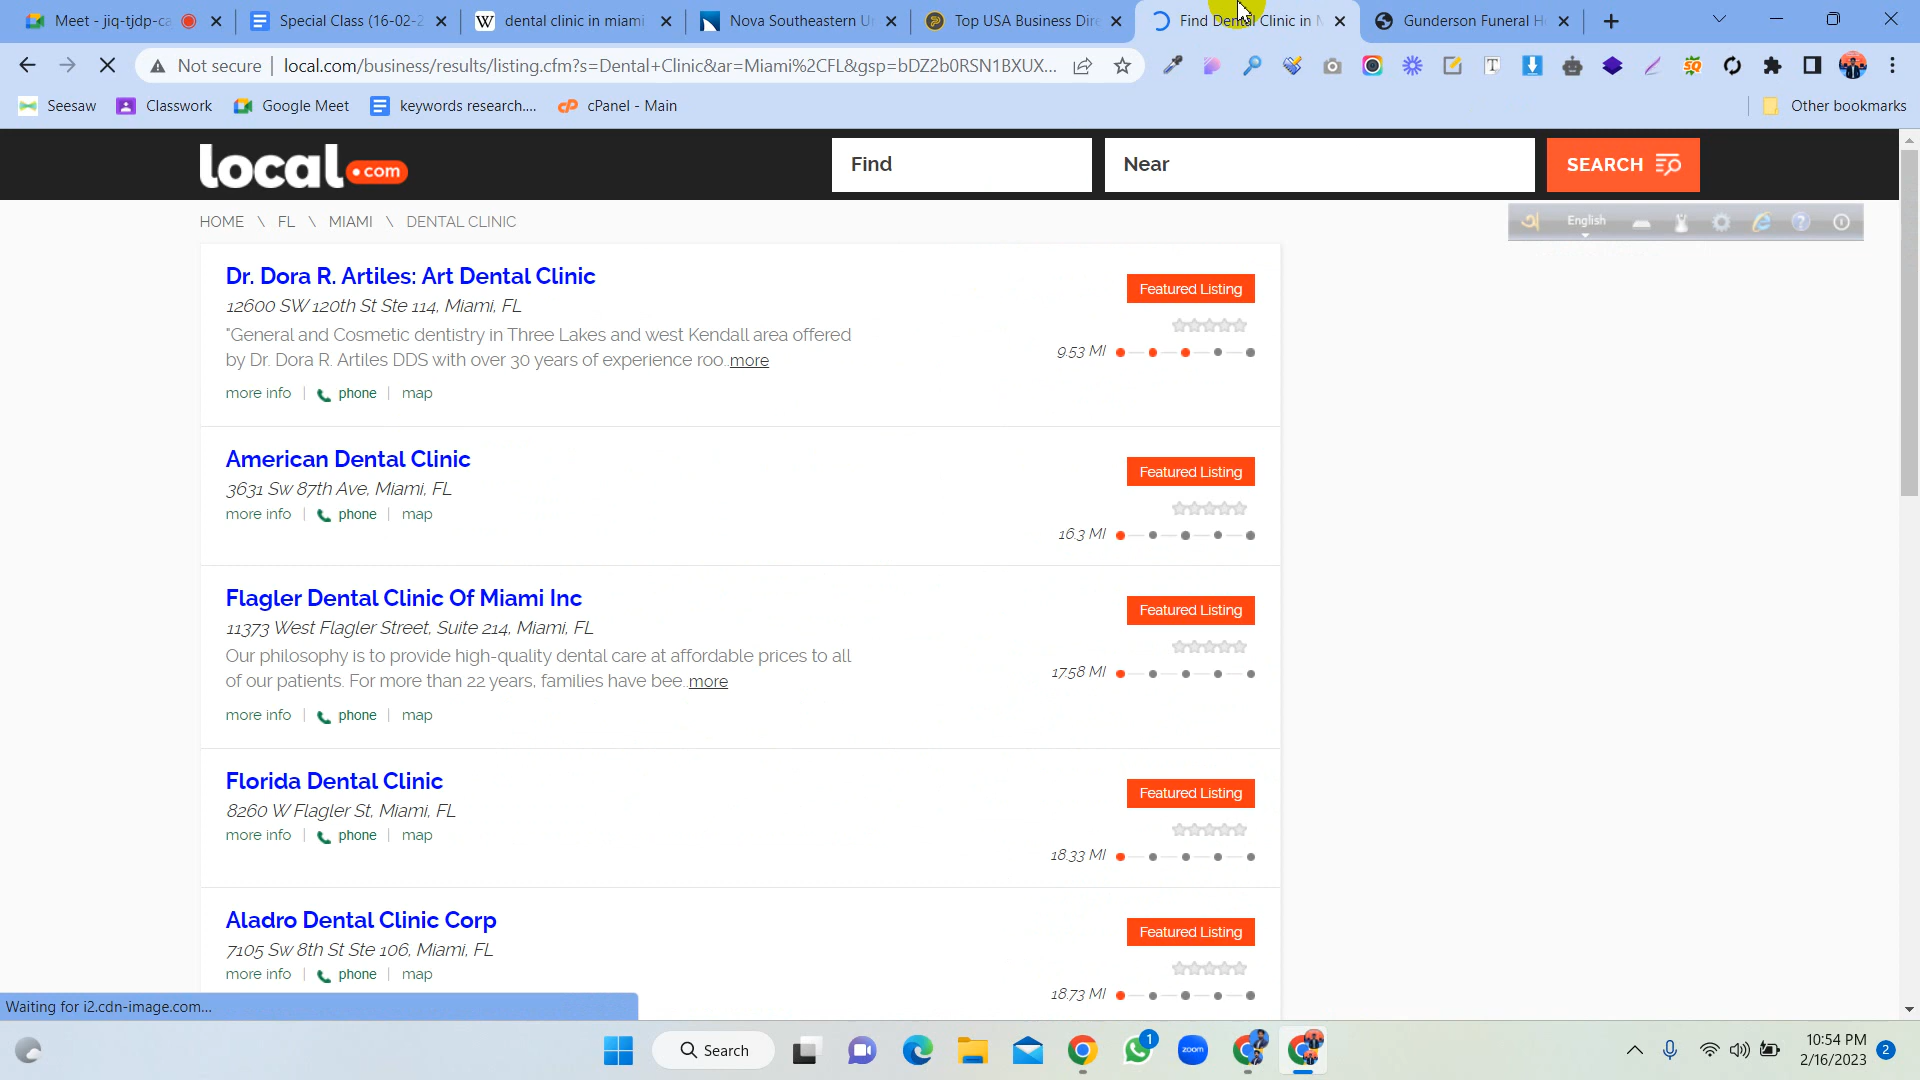 Meet - jiq-tjdp-ca
Special Class (16-02-2
dental clinic in miami
Nova Southeastern U
Top USA Business Dire
Find Dental Clinic in
Gunderson Funeral H
Not secure
local.com/business/results/listing.cfm?s=Dental+Clinic&ar=Miami%2CFL&gsp=bDZ2b0RSN1BXUX...
Seesaw
Classwork
Google Meet
keywords research....
cPanel - Main
Other bookmarks
local.com
Find
Near
SEARCH
HOME \ FL \ MIAMI \ DENTAL CLINIC
English
Dr. Dora R. Artiles: Art Dental Clinic
Featured Listing
12600 SW 120th St Ste 114, Miami, FL
"General and Cosmetic dentistry in Three Lakes and west Kendall area offered
by Dr. Dora R. Artiles DDS with over 30 years of experience roo..more
9.53 MI
more info | phone | map
American Dental Clinic
Featured Listing
3631 Sw 87th Ave, Miami, FL
more info | phone | map
16.3 MI
Flagler Dental Clinic Of Miami Inc
Featured Listing
11373 West Flagler Street, Suite 214, Miami, FL
Our philosophy is to provide high-quality dental care at affordable prices to all
of our patients. For more than 22 years, families have bee..more
17.58 MI
more info | phone | map
Florida Dental Clinic
Featured Listing
8260 W Flagler St, Miami, FL
more info | phone | map
18.33 MI
Aladro Dental Clinic Corp
Featured Listing
7105 Sw 8th St Ste 106, Miami, FL
more info | phone | map
18.73 MI
Waiting for i2.cdn-image.com...
Search
zoom
1
10:54 PM
2/16/2023
2